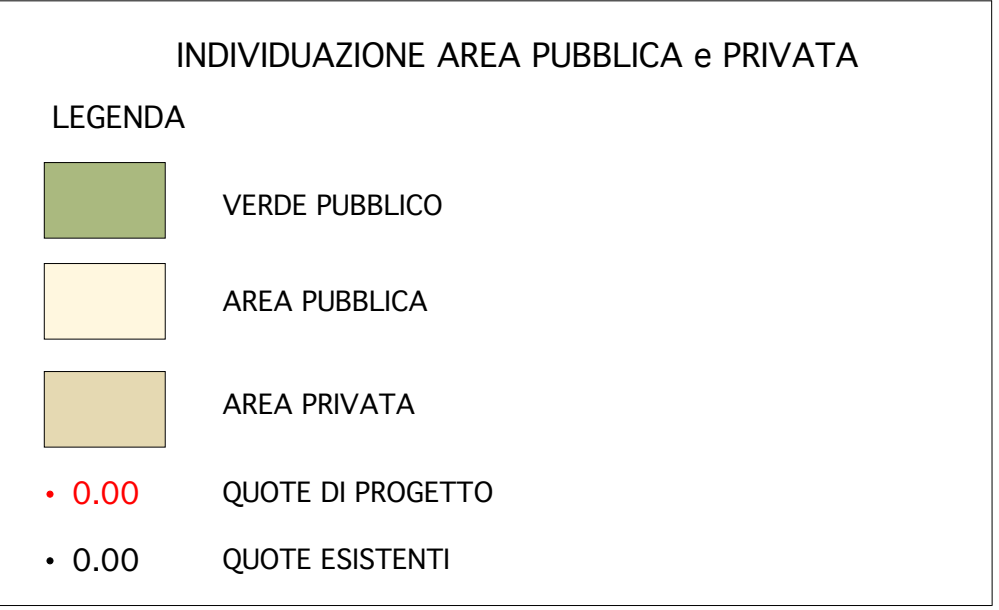 INDIVIDUAZIONE AREA PUBBLICA e PRIVATA
LEGENDA
VERDE PUBBLICO
AREA PUBBLICA
AREA PRIVATA
• 0.00 QUOTE DI PROGETTO
• 0.00 QUOTE ESISTENTI